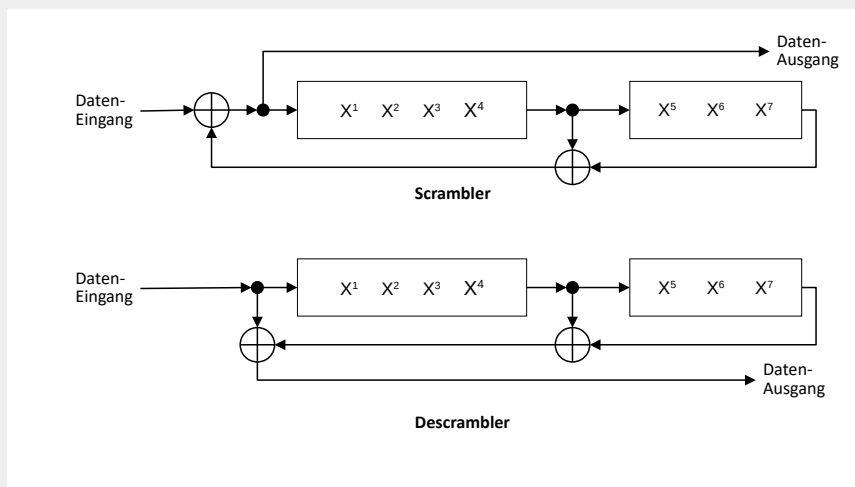 Daten-
Ausgang
Daten-
Eingang
X¹ X² X³ X⁴
X⁵ X⁶ X⁷
Scrambler
Daten-
Eingang
X¹ X² X³ X⁴
X⁵ X⁶ X⁷
Daten-
Ausgang
Descrambler